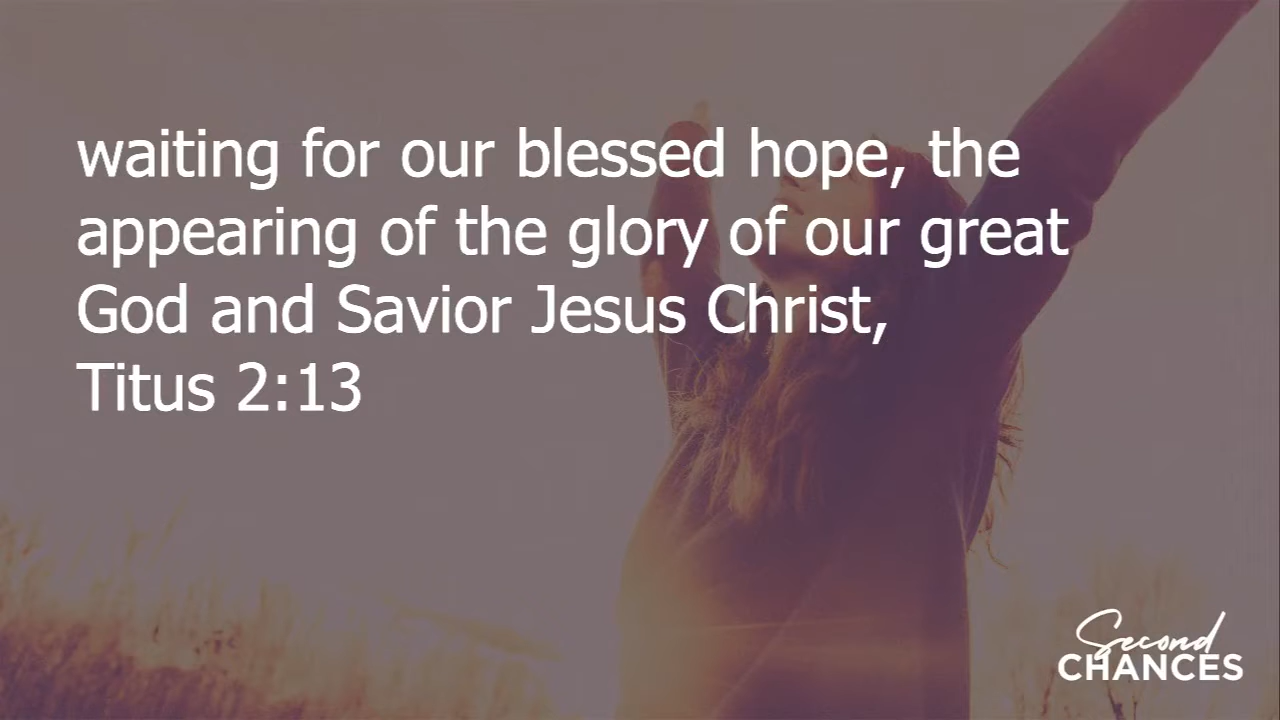 waiting for our blessed hope, the
appearing of the glory of our great
God and Savior Jesus Christ,
Titus 2:13
Second
CHANCES